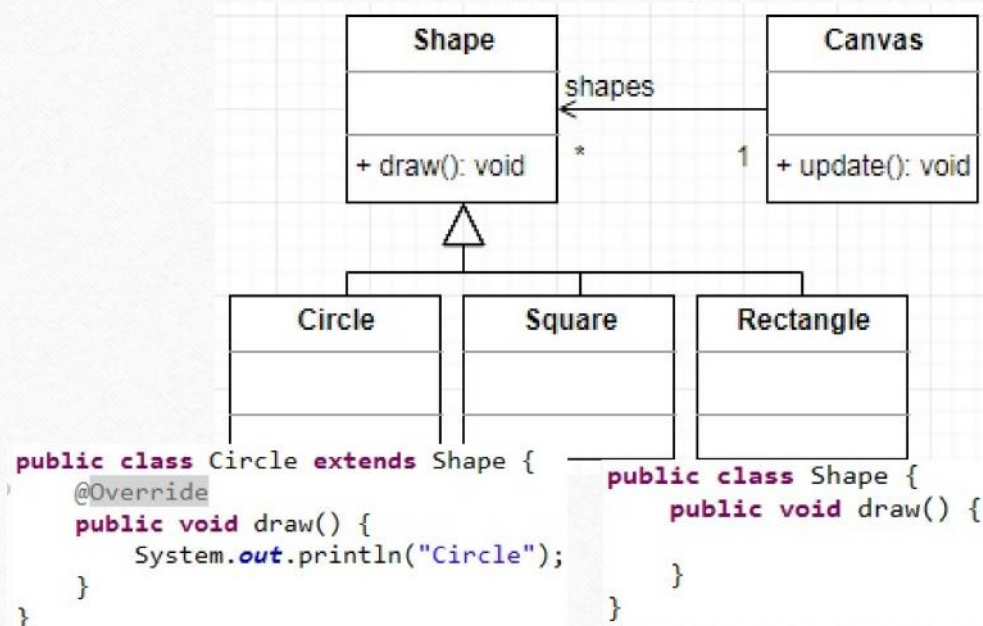 Shape
Canvas
shapes
* 1
+ draw(): void
+ update(): void
Circle
Square
Rectangle
public class Circle extends Shape {
@Override
public void draw() {
System.out.println("Circle");
}
}
public class Shape {
public void draw() {
}
}